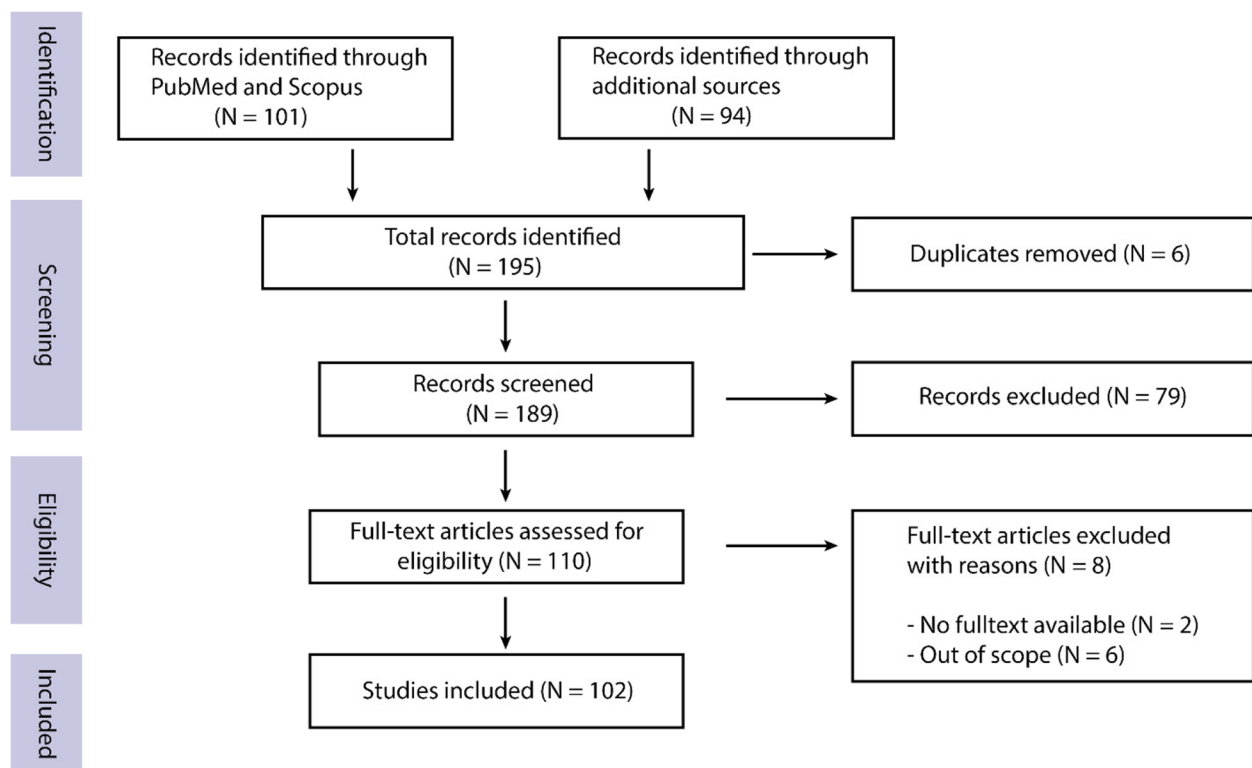 Identification
Records identified through
PubMed and Scopus
(N = 101)
Records identified through
additional sources
(N = 94)
Screening
Total records identified
(N = 195)
Duplicates removed (N = 6)
Records screened
(N = 189)
Records excluded (N = 79)
Eligibility
Full-text articles assessed for
eligibility (N = 110)
Full-text articles excluded
with reasons (N = 8)
- No fulltext available (N = 2)
- Out of scope (N = 6)
Included
Studies included (N = 102)